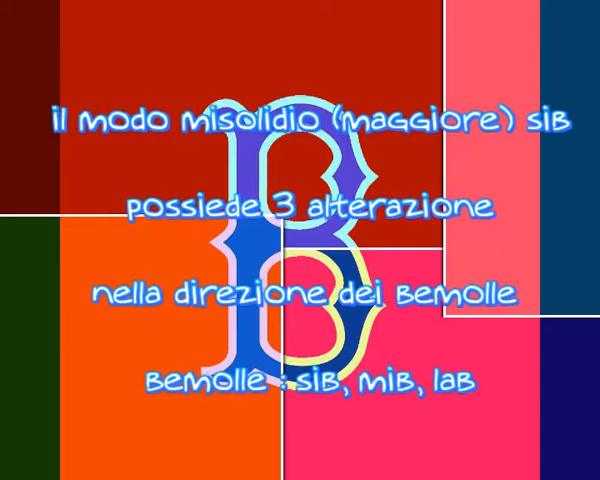 il modo misolidio (maggiore) sib
possiede 3 alterazione
nella direzione dei bemolle
bemolle : sib, mib, lab
B